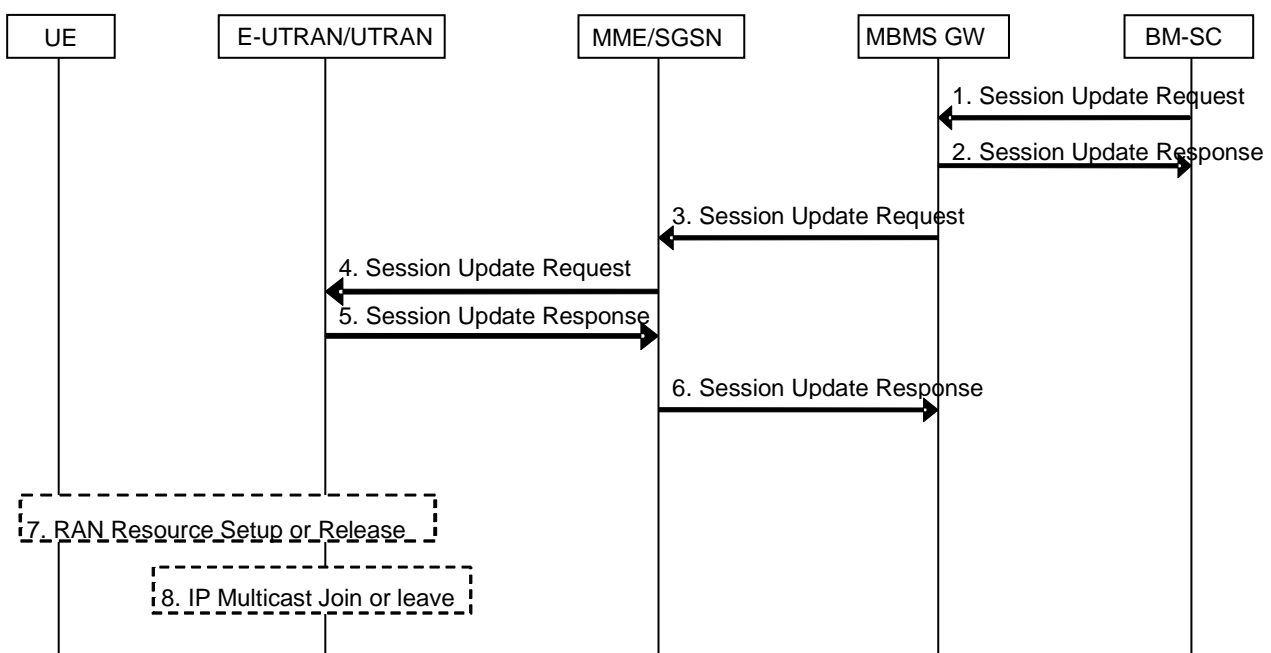 UE
E-UTRAN/UTRAN
MME/SGSN
MBMS GW
BM-SC
1. Session Update Request
2. Session Update Response
3. Session Update Request
4. Session Update Request
5. Session Update Response
6. Session Update Response
7. RAN Resource Setup or Release
8. IP Multicast Join or leave